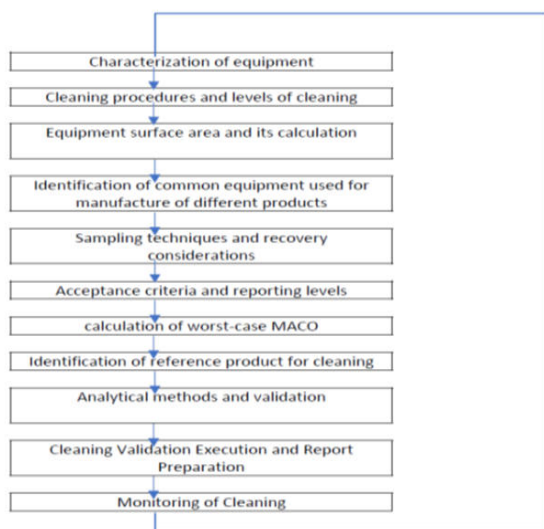 Characterization of equipment
Cleaning procedures and levels of cleaning
Equipment surface area and its calculation
Identification of common equipment used for
manufacture of different products
Sampling techniques and recovery
considerations
Acceptance criteria and reporting levels
calculation of worst-case MACO
Identification of reference product for cleaning
Analytical methods and validation
Cleaning Validation Execution and Report
Preparation
Monitoring of Cleaning